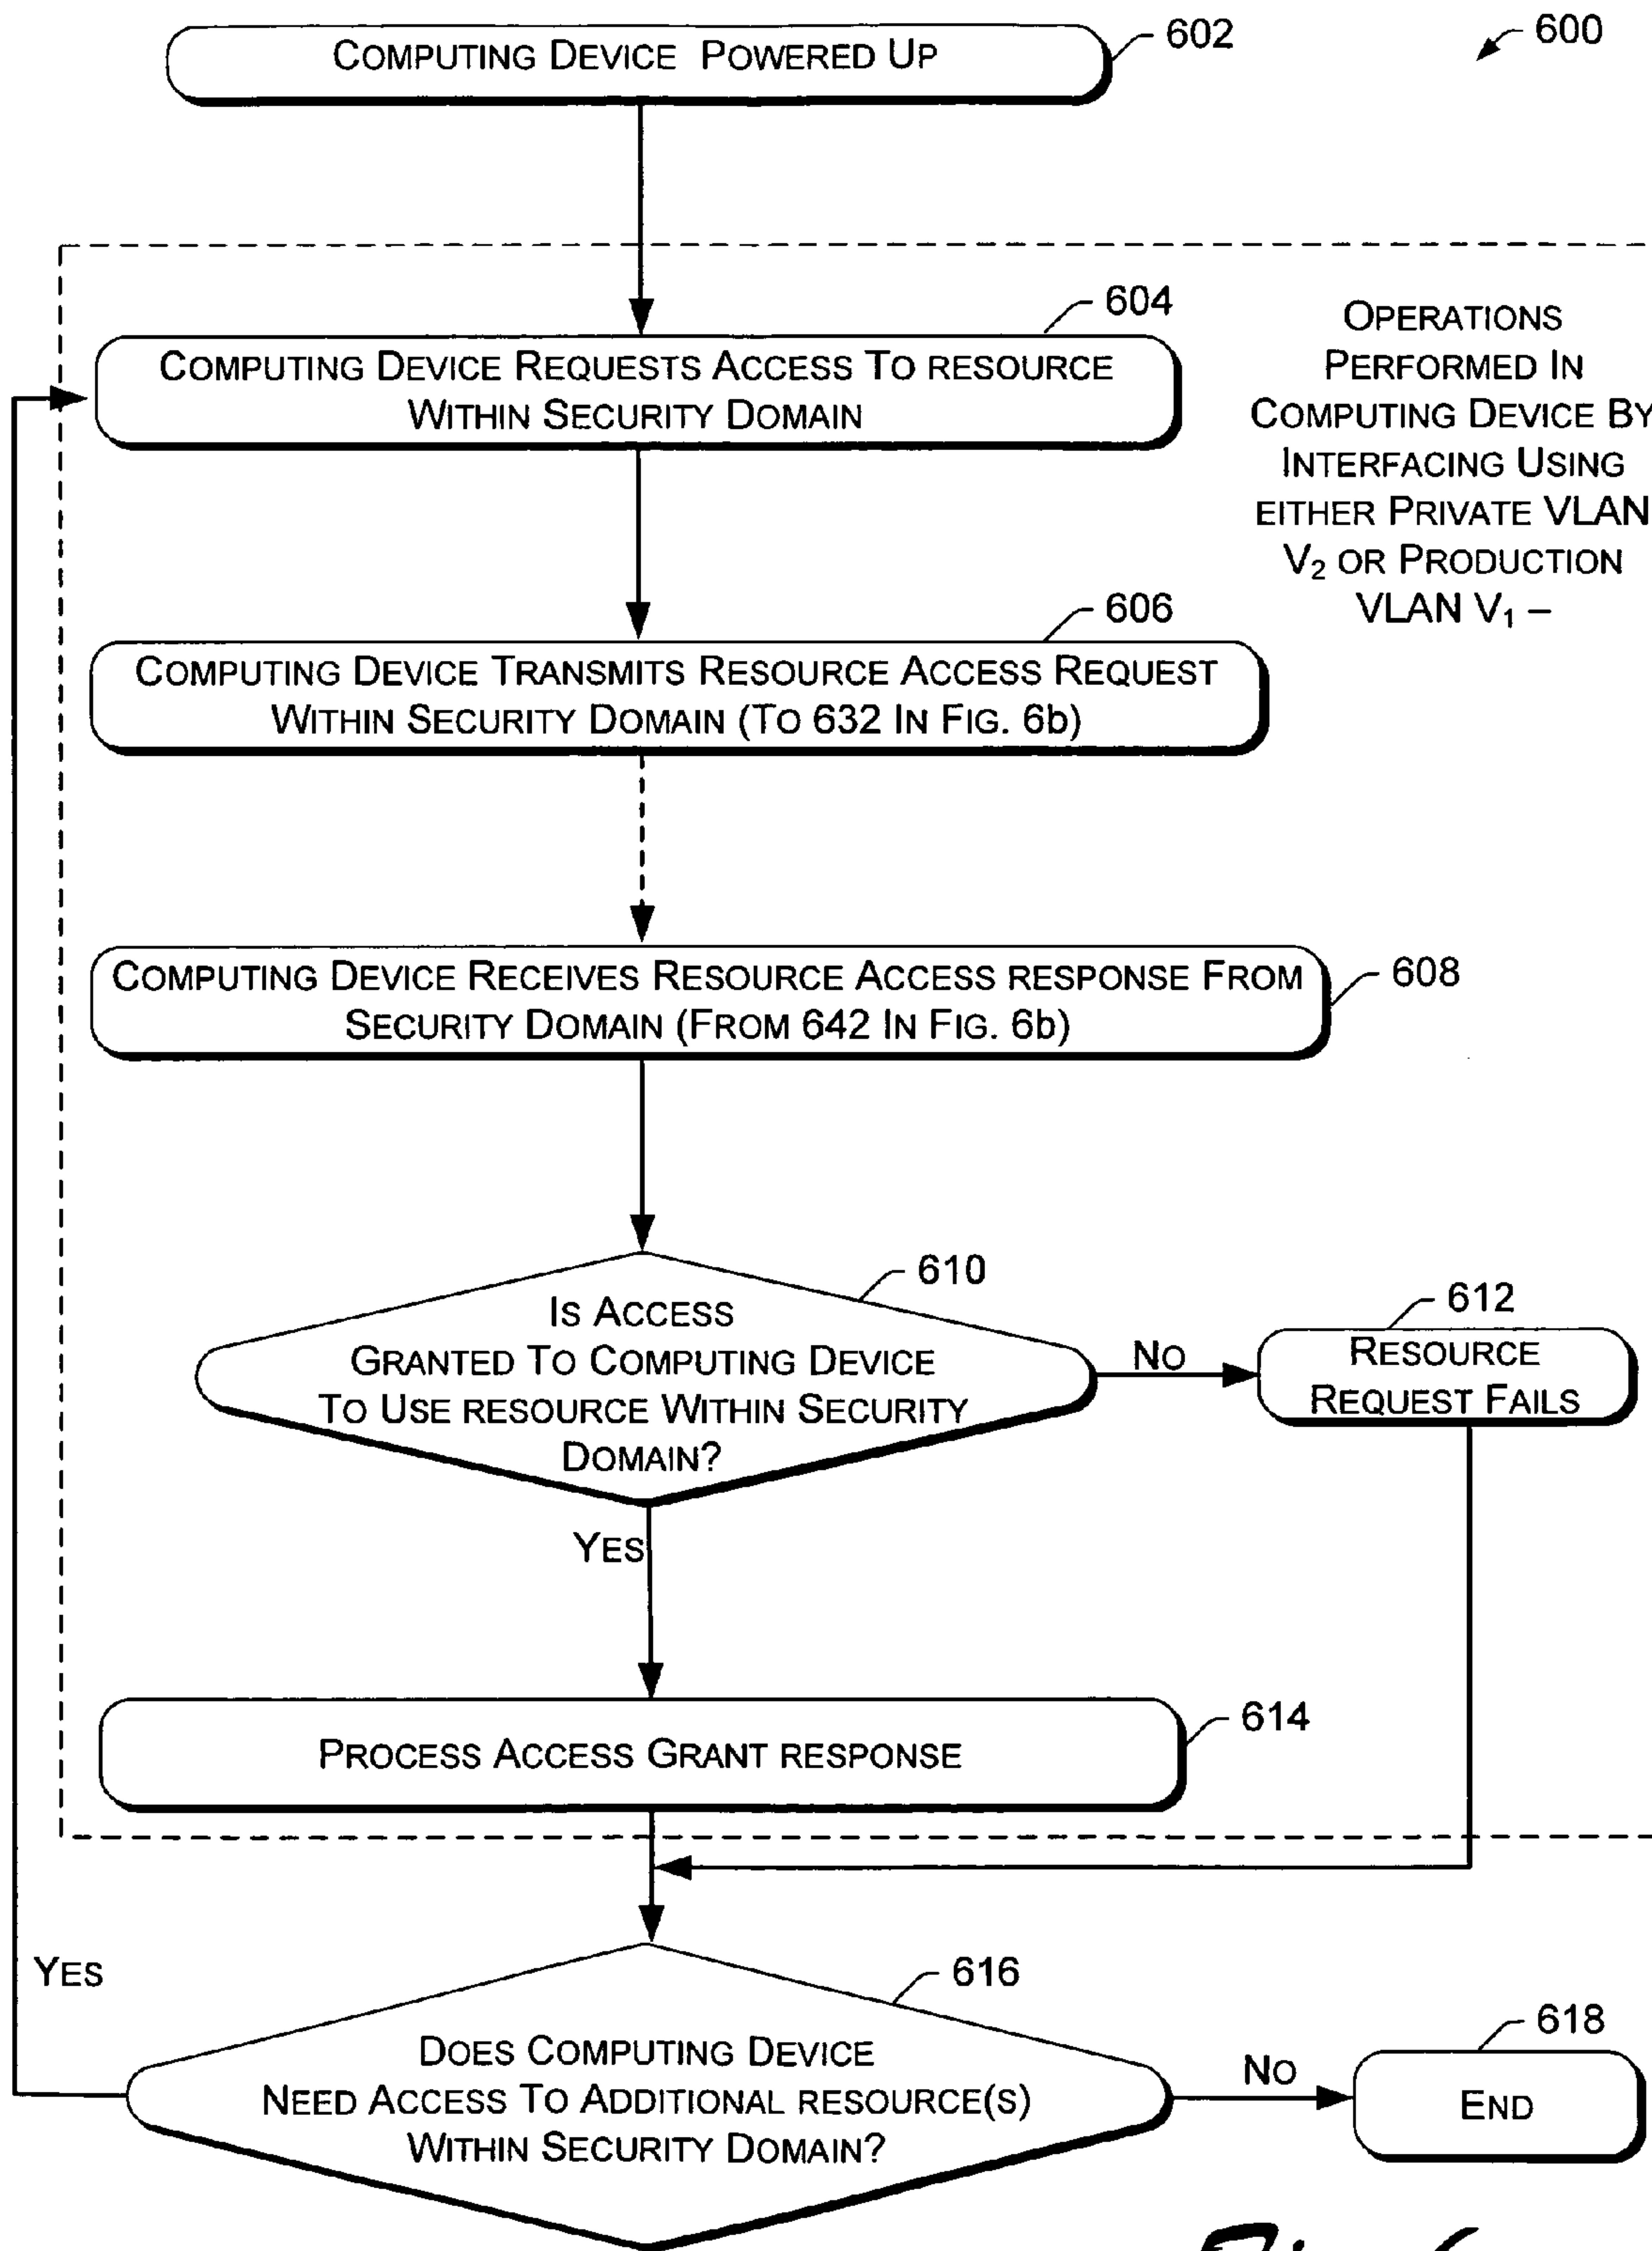 COMPUTING DEVICE POWERED UP
602
600
604
COMPUTING DEVICE REQUESTS ACCESS TO RESOURCE
WITHIN SECURITY DOMAIN
OPERATIONS
PERFORMED IN
COMPUTING DEVICE BY
INTERFACING USING
EITHER PRIVATE VLAN
V2 OR PRODUCTION
VLAN V1 –
606
COMPUTING DEVICE TRANSMITS RESOURCE ACCESS REQUEST
WITHIN SECURITY DOMAIN (TO 632 IN FIG. 6b)
COMPUTING DEVICE RECEIVES RESOURCE ACCESS RESPONSE FROM
SECURITY DOMAIN (FROM 642 IN FIG. 6b)
608
610
IS ACCESS
GRANTED TO COMPUTING DEVICE
TO USE RESOURCE WITHIN SECURITY
DOMAIN?
NO
612
RESOURCE
REQUEST FAILS
YES
614
PROCESS ACCESS GRANT RESPONSE
YES
616
DOES COMPUTING DEVICE
NEED ACCESS TO ADDITIONAL RESOURCE(S)
WITHIN SECURITY DOMAIN?
NO
618
END